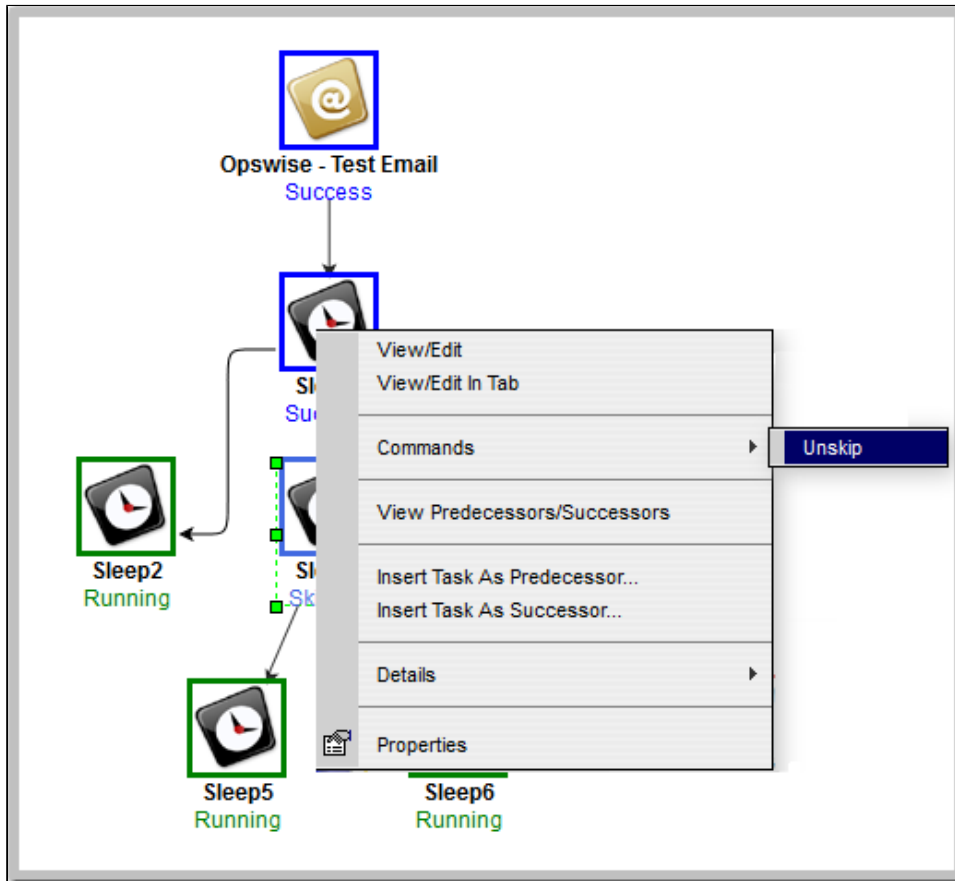 Opswise - Test Email
Success
View/Edit
View/Edit In Tab
Commands
Unskip
View Predecessors/Successors
Insert Task As Predecessor...
Insert Task As Successor...
Details
Properties
Sleep2
Running
Sleep5
Running
Sleep6
Running